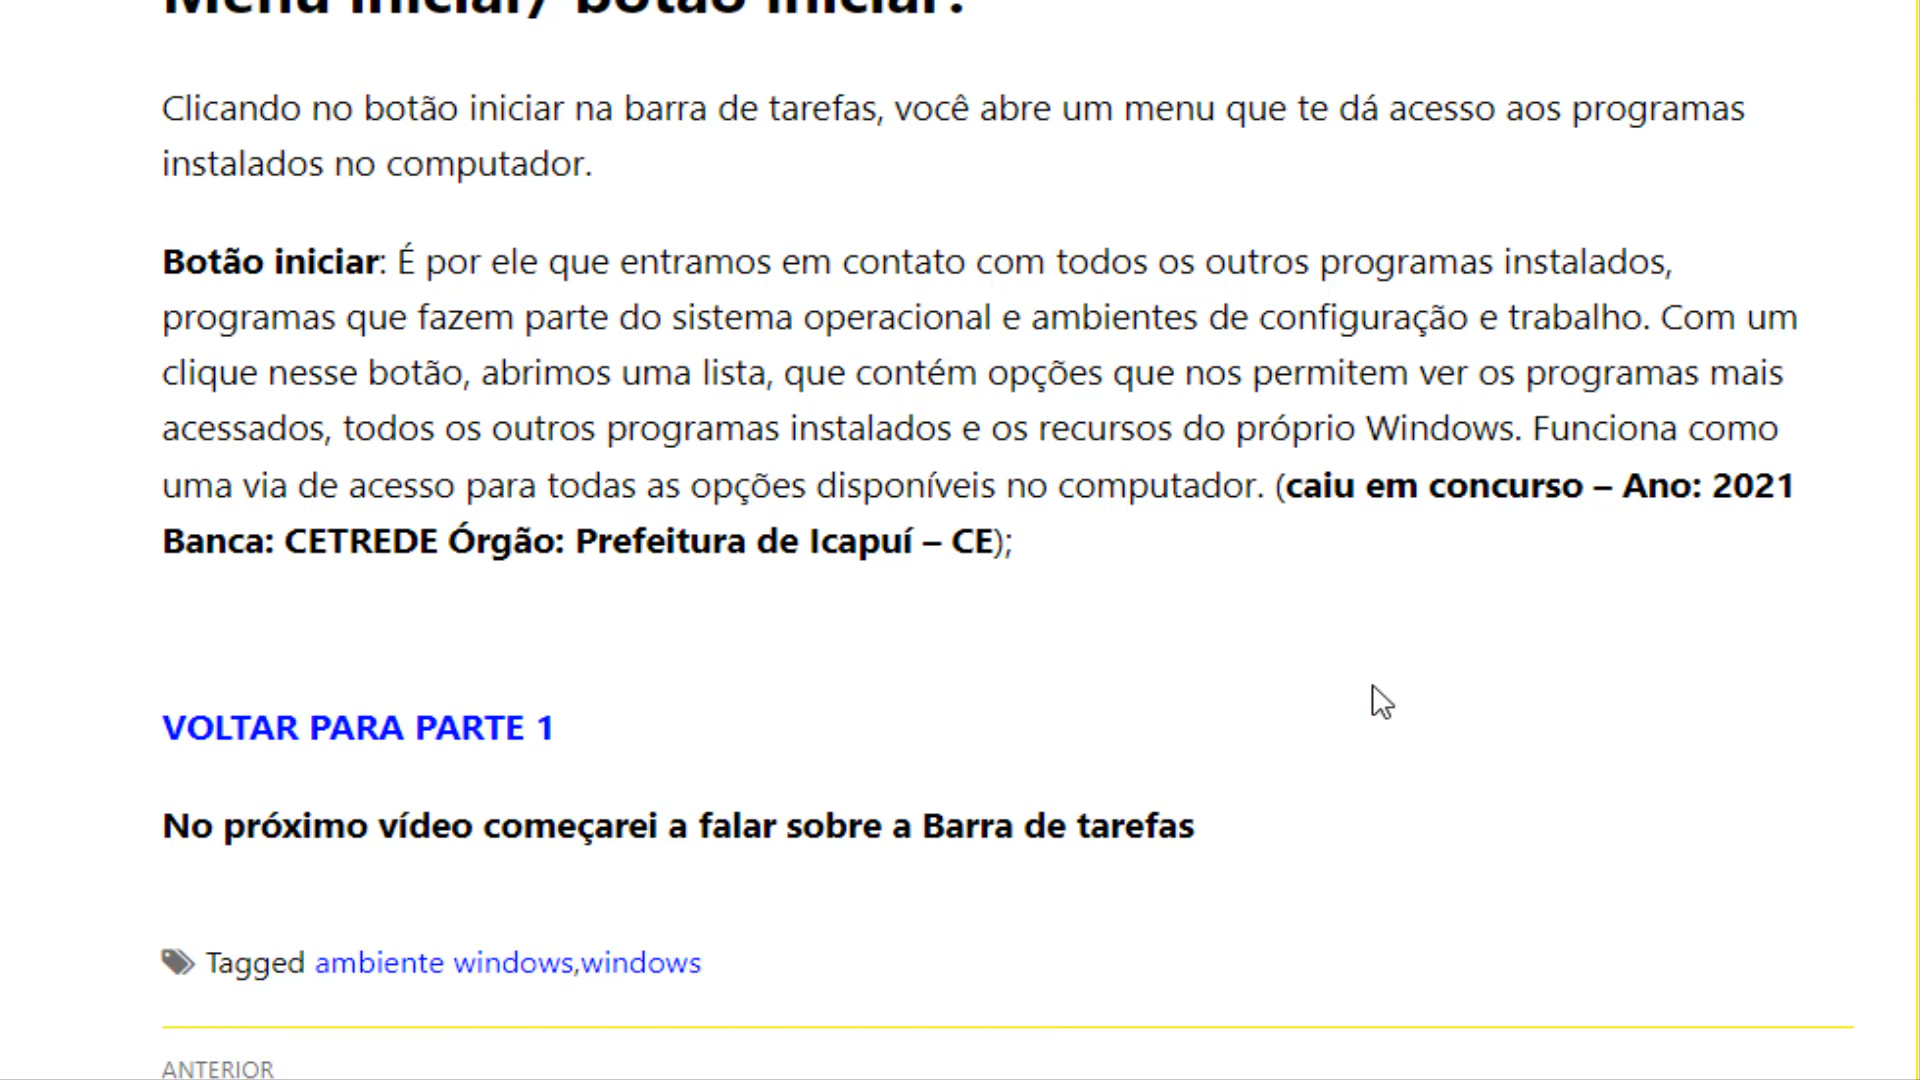 Menu iniciar/ botão iniciar:
Clicando no botão iniciar na barra de tarefas, você abre um menu que te dá acesso aos programas
instalados no computador.
Botão iniciar: É por ele que entramos em contato com todos os outros programas instalados,
programas que fazem parte do sistema operacional e ambientes de configuração e trabalho. Com um
clique nesse botão, abrimos uma lista, que contém opções que nos permitem ver os programas mais
acessados, todos os outros programas instalados e os recursos do próprio Windows. Funciona como
uma via de acesso para todas as opções disponíveis no computador. (caiu em concurso – Ano: 2021
Banca: CETREDE Órgão: Prefeitura de Icapuí – CE);
VOLTAR PARA PARTE 1
No próximo vídeo começarei a falar sobre a Barra de tarefas
Tagged ambiente windows,windows
ANTERIOR